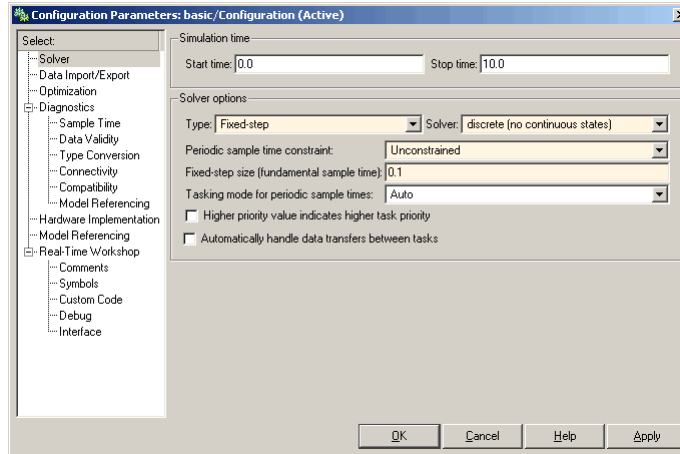 Configuration Parameters: basic/Configuration (Active)
Select:
Solver
Data Import/Export
Optimization
Diagnostics
Sample Time
Data Validity
Type Conversion
Connectivity
Compatibility
Model Referencing
Hardware Implementation
Model Referencing
Real-Time Workshop
Comments
Symbols
Custom Code
Debug
Interface
Simulation time
Start time: 0.0 Stop time: 10.0
Solver options
Type: Fixed-step Solver: discrete (no continuous states)
Periodic sample time constraint: Unconstrained
Fixed-step size (fundamental sample time): 0.1
Tasking mode for periodic sample times: Auto
Higher priority value indicates higher task priority
Automatically handle data transfers between tasks
OK Cancel Help Apply